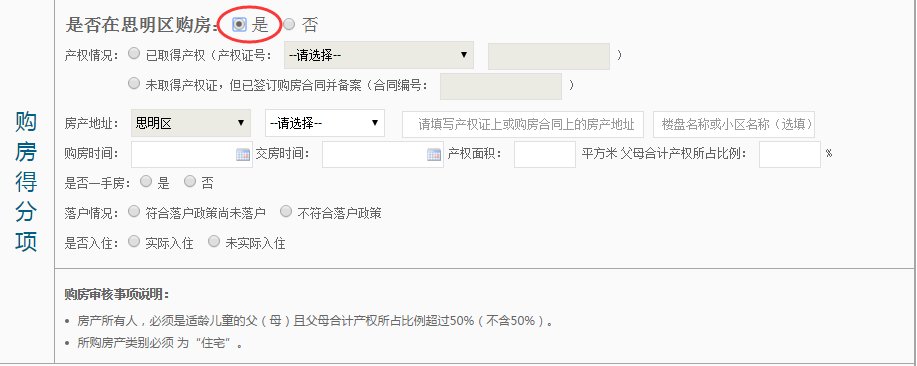 购房得分项
是否在思明区购房： 是 否
产权情况： 已取得产权（产权证号： --请选择-- ）
未取得产权证，但已签订购房合同并备案（合同编号： ）
房产地址： 思明区 --请选择-- 请填写产权证上或购房合同上的房产地址 楼盘名称或小区名称（选填）
购房时间： 交房时间： 产权面积： 平方米 父母合计产权所占比例： %
是否一手房： 是 否
落户情况： 符合落户政策尚未落户 不符合落户政策
是否入住： 实际入住 未实际入住
购房审核事项说明：
• 房产所有人，必须是适龄儿童的父（母）且父母合计产权所占比例超过50%（不含50%）。
• 所购房产类别必须 为“住宅”。